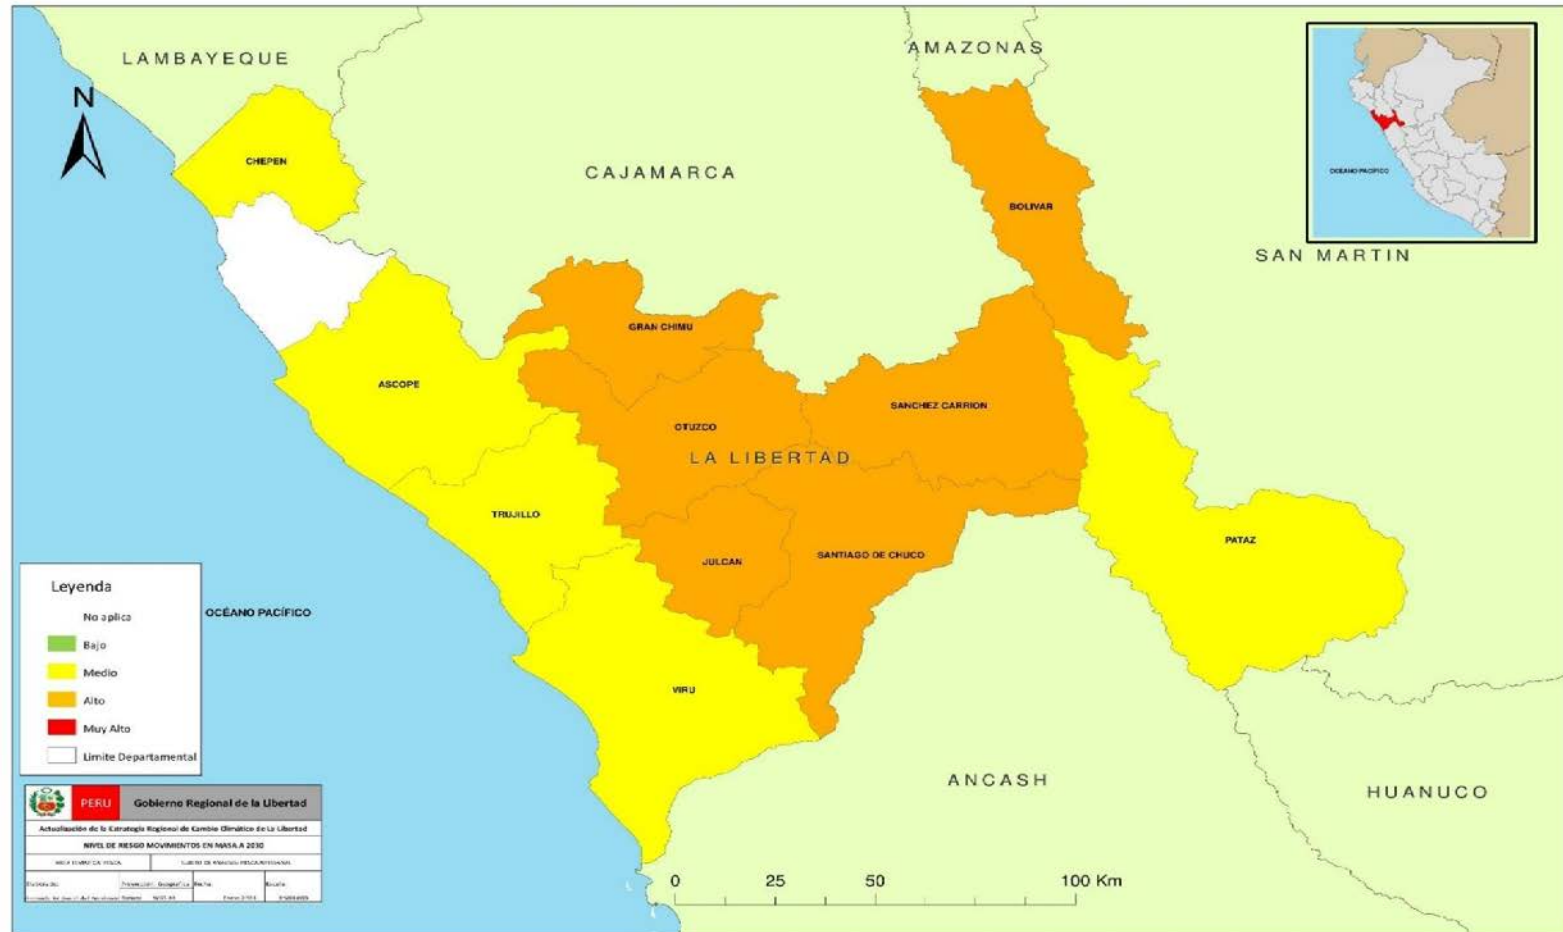 LAMBAYEQUE
AMAZONAS
N
CHEPEN
CAJAMARCA
OCÉANO PACÍFICO
BOLIVAR
SAN MARTIN
GRAN CHIMU
ASCOPE
SANCHEZ CARRION
OTUZCO
LA LIBERTAD
TRUJILLO
PATAZ
JULCAN
SANTIAGO DE CHUCO
Leyenda
No aplica
Bajo
Medio
Alto
Muy Alto
Limite Departamental
OCÉANO PACÍFICO
VIRU
ANCASH
HUANUCO
PERU
Gobierno Regional de la Libertad
Actualización de la Estrategia Regional de Cambio Climático de La Libertad
NIVEL DE RIESGO MOVIMIENTOS EN MASA A 2030
0 25 50 100 Km